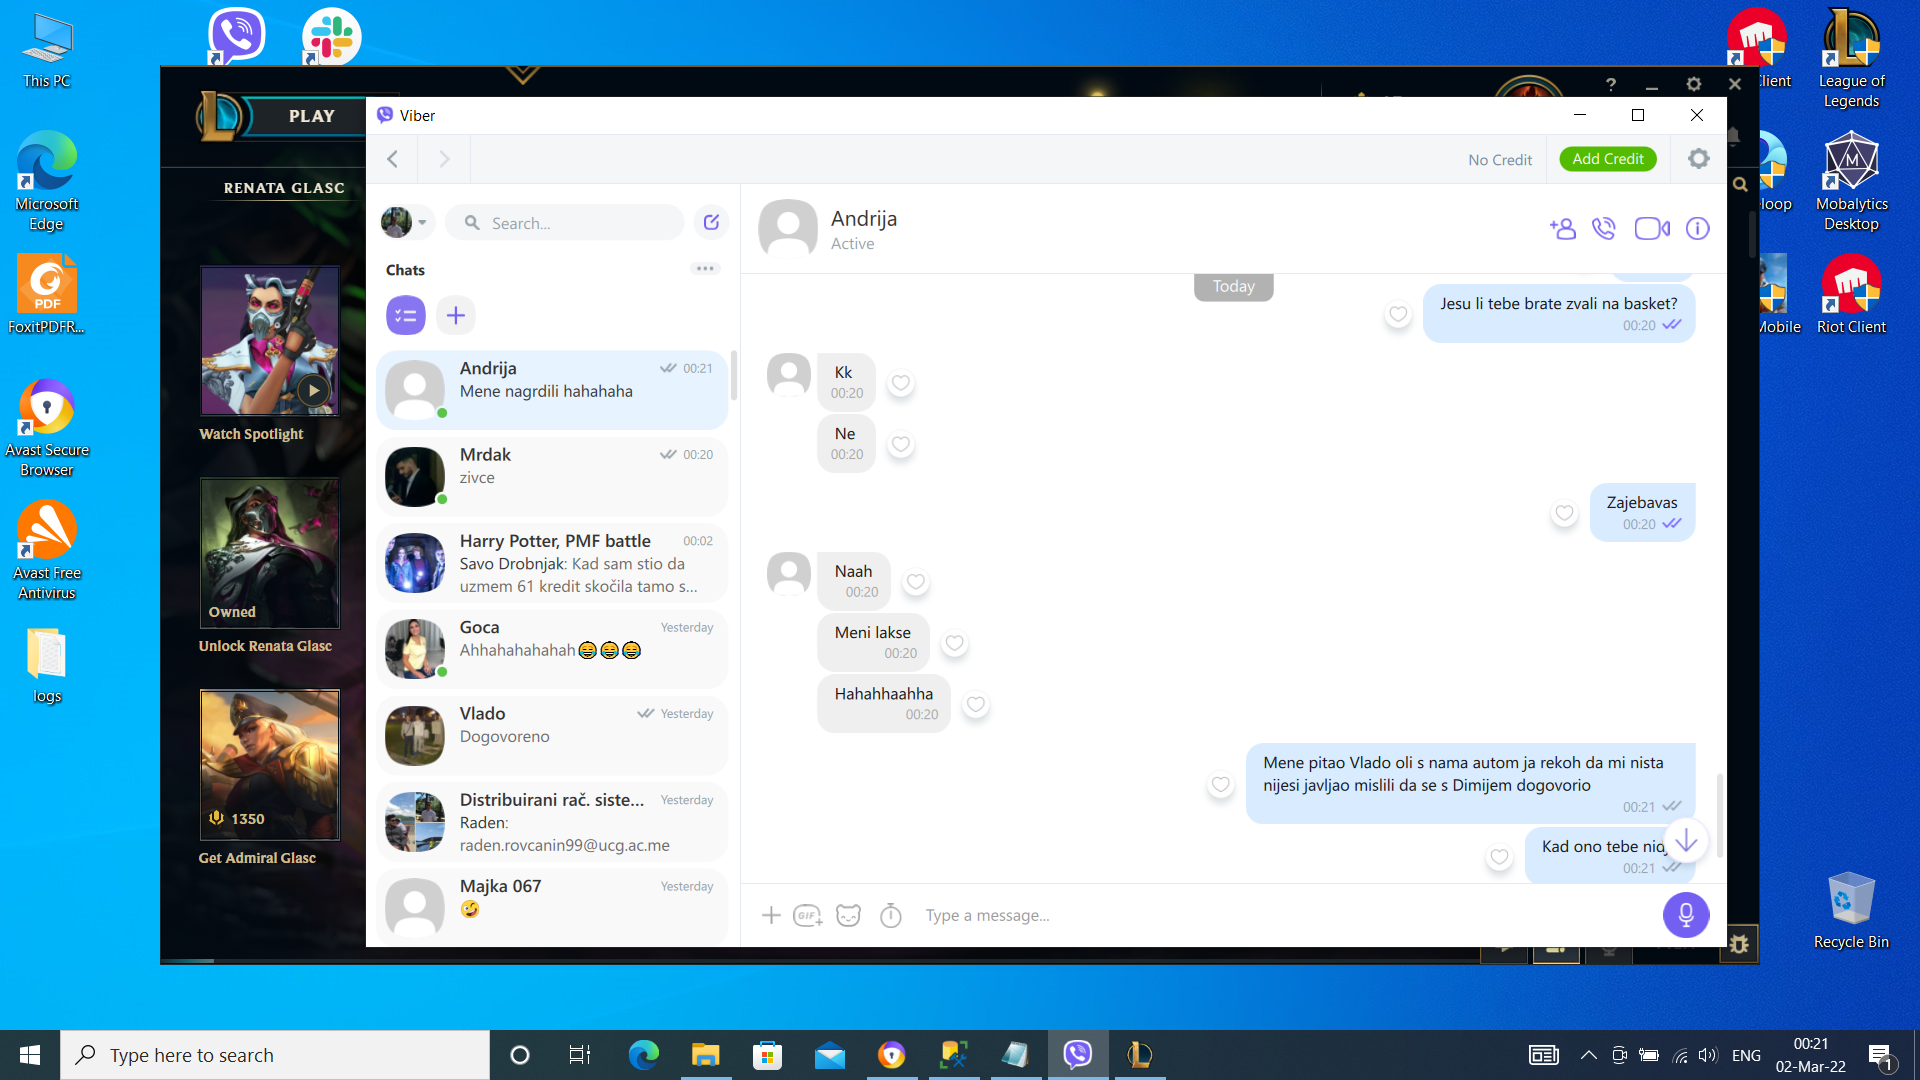 This PC
Microsoft
Edge
PDF
FoxitPDFR...
Avast Secure
Browser
Avast Free
Antivirus
logs
Client
League of
Legends
Mobalytics
Desktop
Riot Client
Recycle Bin
PLAY
RENATA GLASC
Watch Spotlight
Owned
Unlock Renata Glasc
1350
Get Admiral Glasc
?
Viber
No Credit
Add Credit
Search...
Chats
Andrija
00:21
Mene nagrdili hahahaha
Mrdak
00:20
zivce
Harry Potter, PMF battle
00:02
Savo Drobnjak: Kad sam stio da
uzmem 61 kredit skočila tamo s...
Goca
Yesterday
Ahhahahahahah😂😂😂
Vlado
Yesterday
Dogovoreno
Distribuirani rač. siste...
Yesterday
Raden:
raden.rovcanin99@ucg.ac.me
Majka 067
Yesterday
🤪
Andrija
Active
Today
Jesu li tebe brate zvali na basket?
00:20
Kk
00:20
Ne
00:20
Zajebavas
00:20
Naah
00:20
Meni lakse
00:20
Hahahhaahha
00:20
Mene pitao Vlado oli s nama autom ja rekoh da mi nista
nijesi javljao mislili da se s Dimijem dogovorio
00:21
Kad ono tebe
00:21
GIF
Type a message...
Type here to search
ENG
00:21
02-Mar-22
1